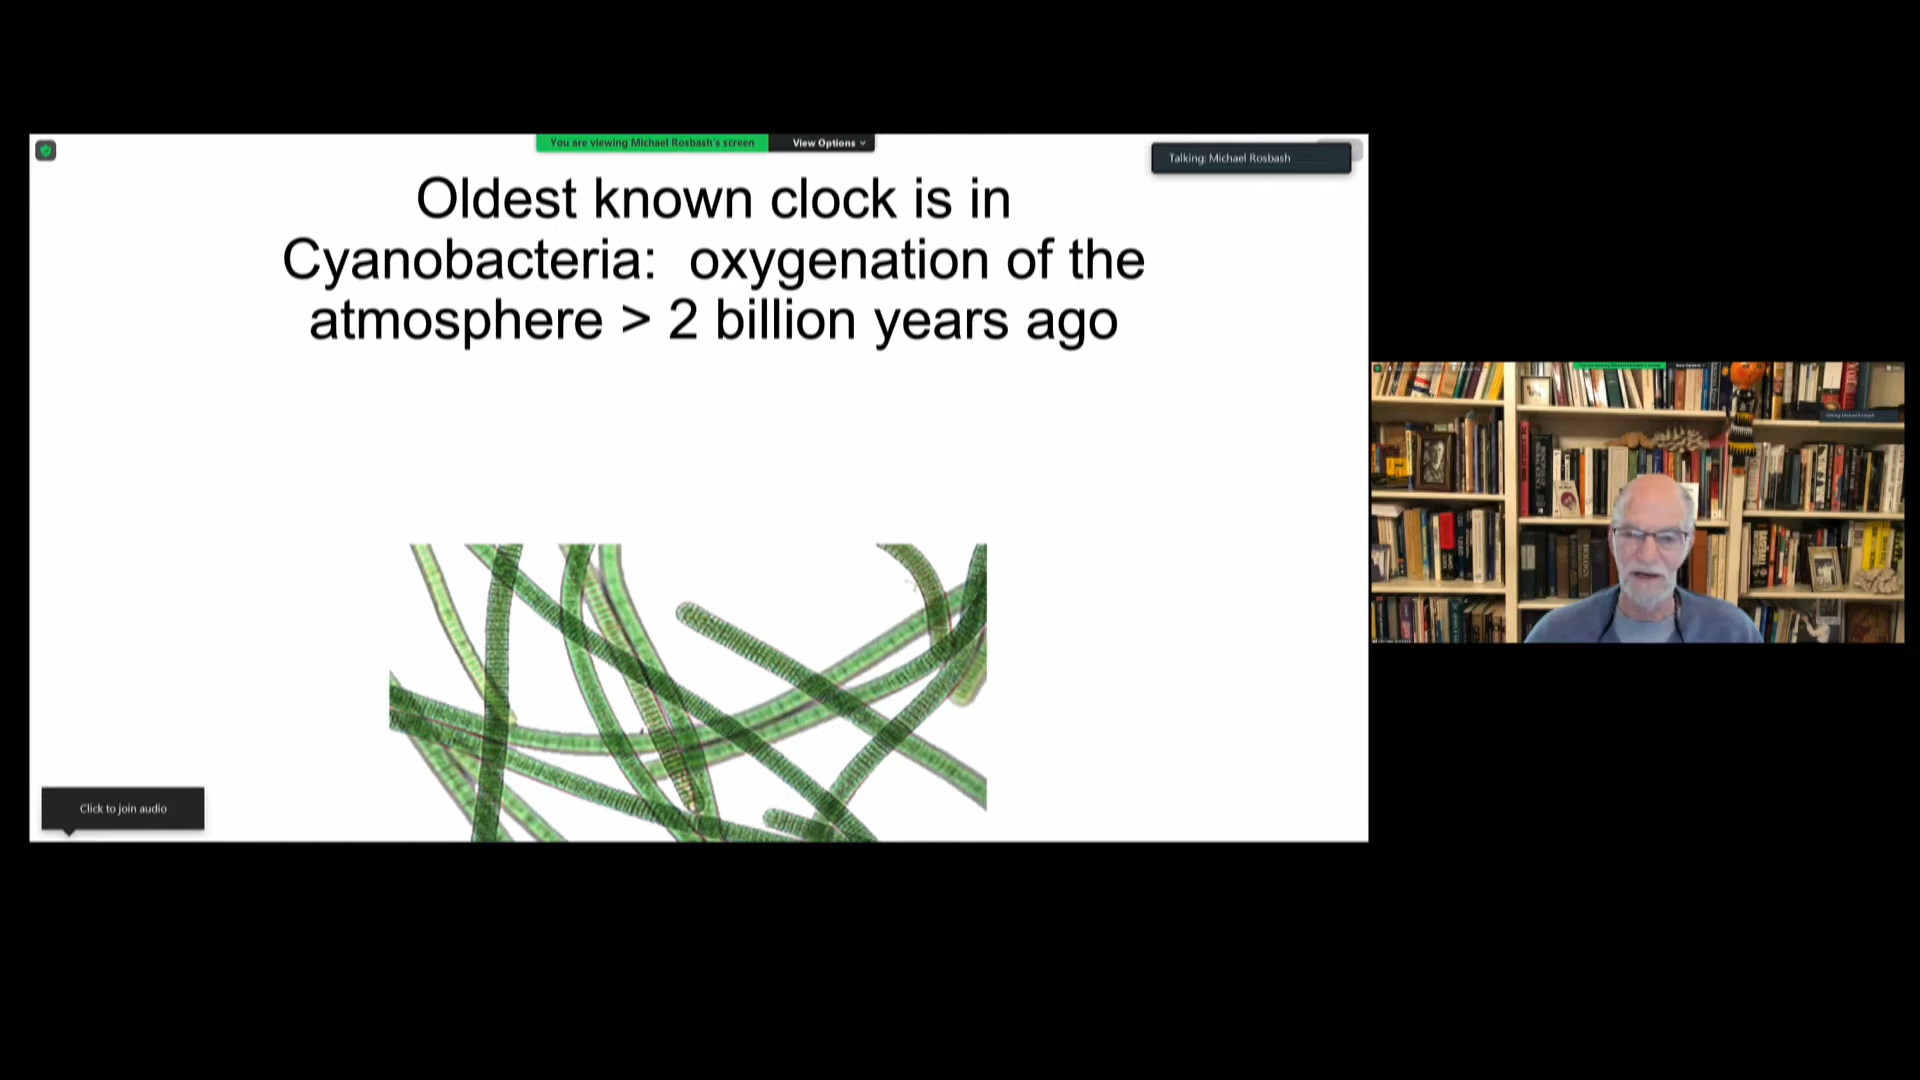 You are viewing Michael Rosbash's screen
View Options
Talking: Michael Rosbash
Oldest known clock is in
Cyanobacteria: oxygenation of the
atmosphere > 2 billion years ago
Click to join audio